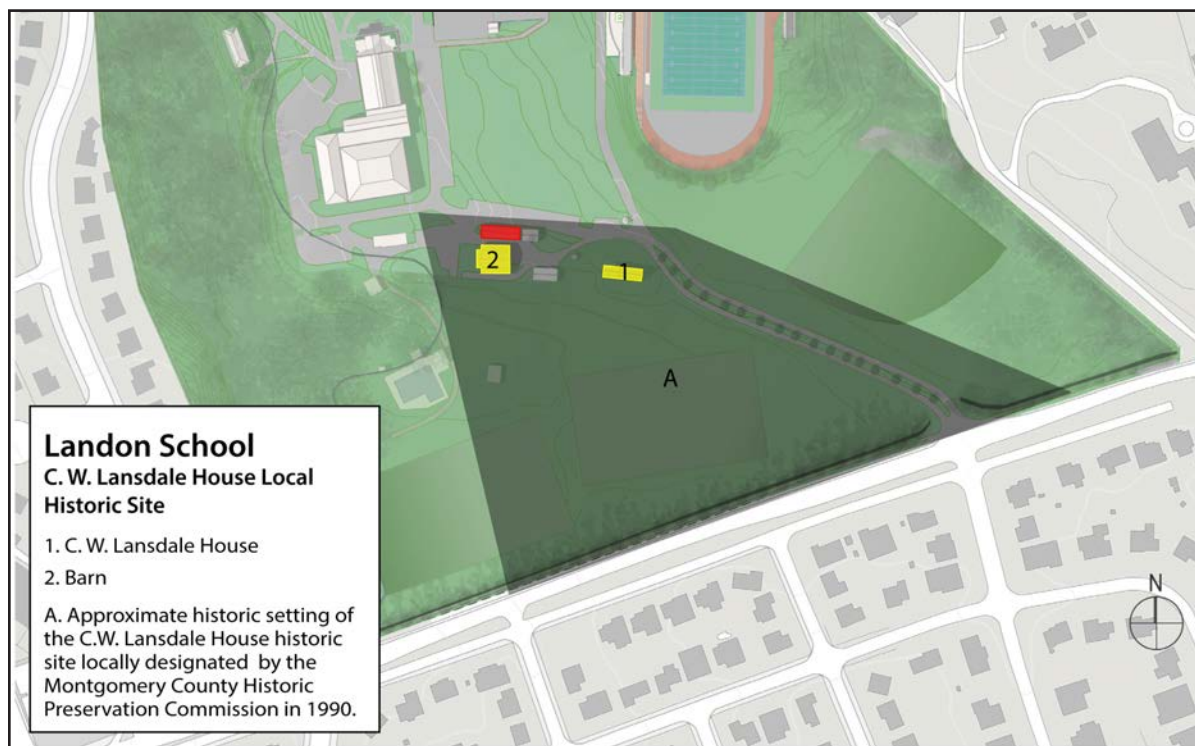 2
1
A
Landon School
C. W. Lansdale House Local
Historic Site
1. C. W. Lansdale House
2. Barn
A. Approximate historic setting of
the C.W. Lansdale House historic
site locally designated  by the
Montgomery County Historic
Preservation Commission in 1990.
N